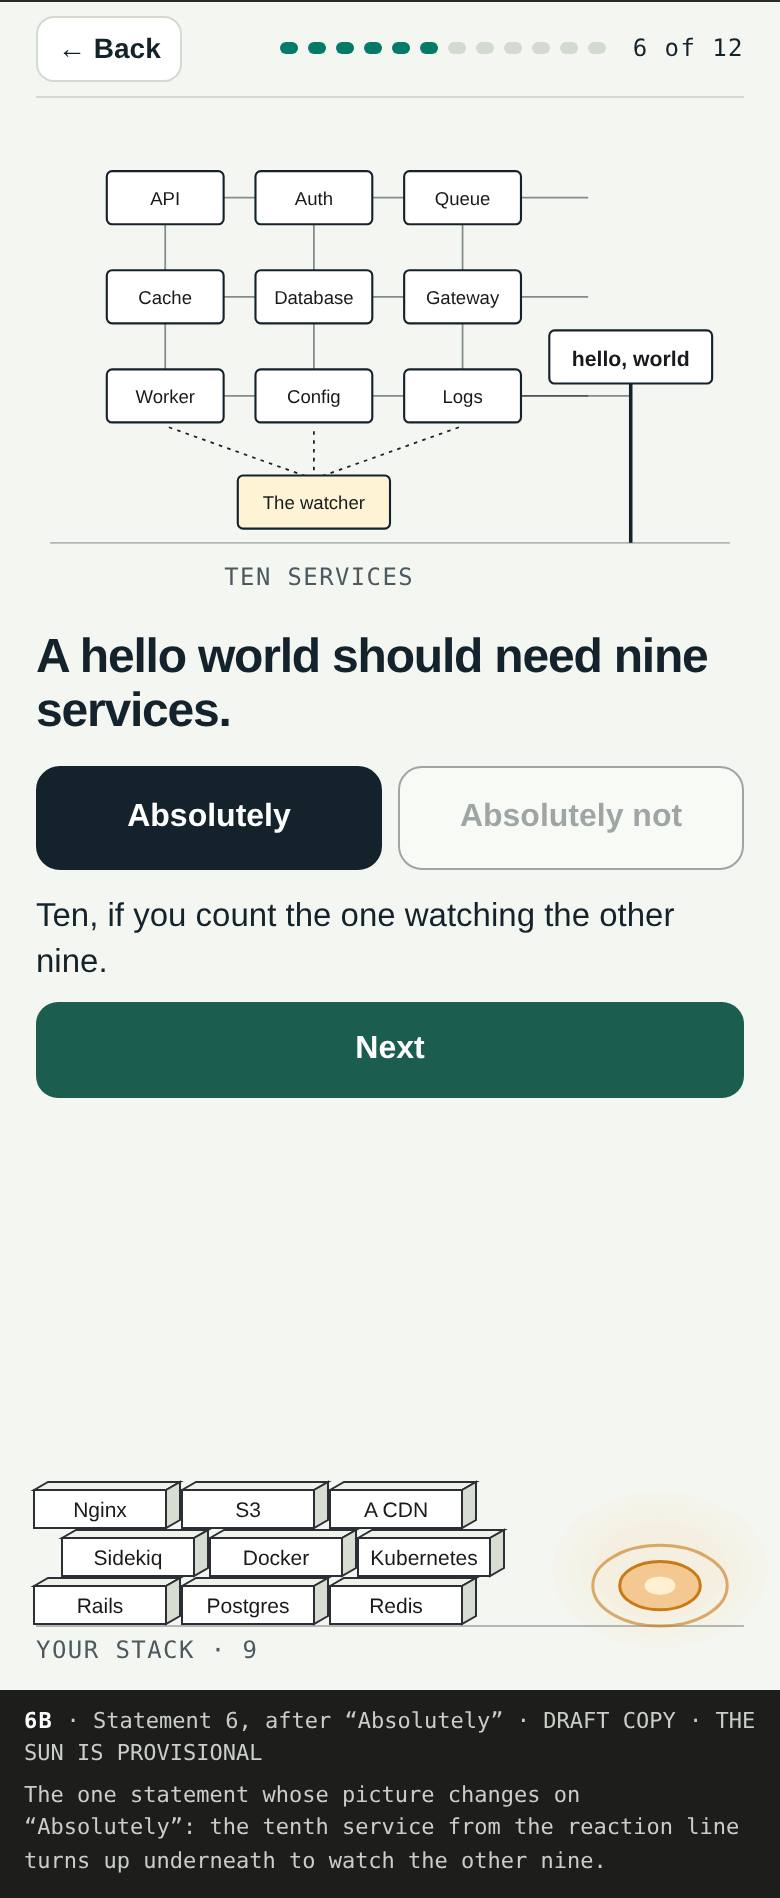 ← Back
6 of 12
API
Auth
Queue
Cache
Database
Gateway
hello, world
Worker
Config
Logs
The watcher
TEN SERVICES
A hello world should need nine
services.
Absolutely
Absolutely not
Ten, if you count the one watching the other
nine.
Next
Nginx
S3
A CDN
Sidekiq
Docker
Kubernetes
Rails
Postgres
Redis
YOUR STACK · 9
6B · Statement 6, after “Absolutely” · DRAFT COPY · THE
SUN IS PROVISIONAL
The one statement whose picture changes on
“Absolutely”: the tenth service from the reaction line
turns up underneath to watch the other nine.